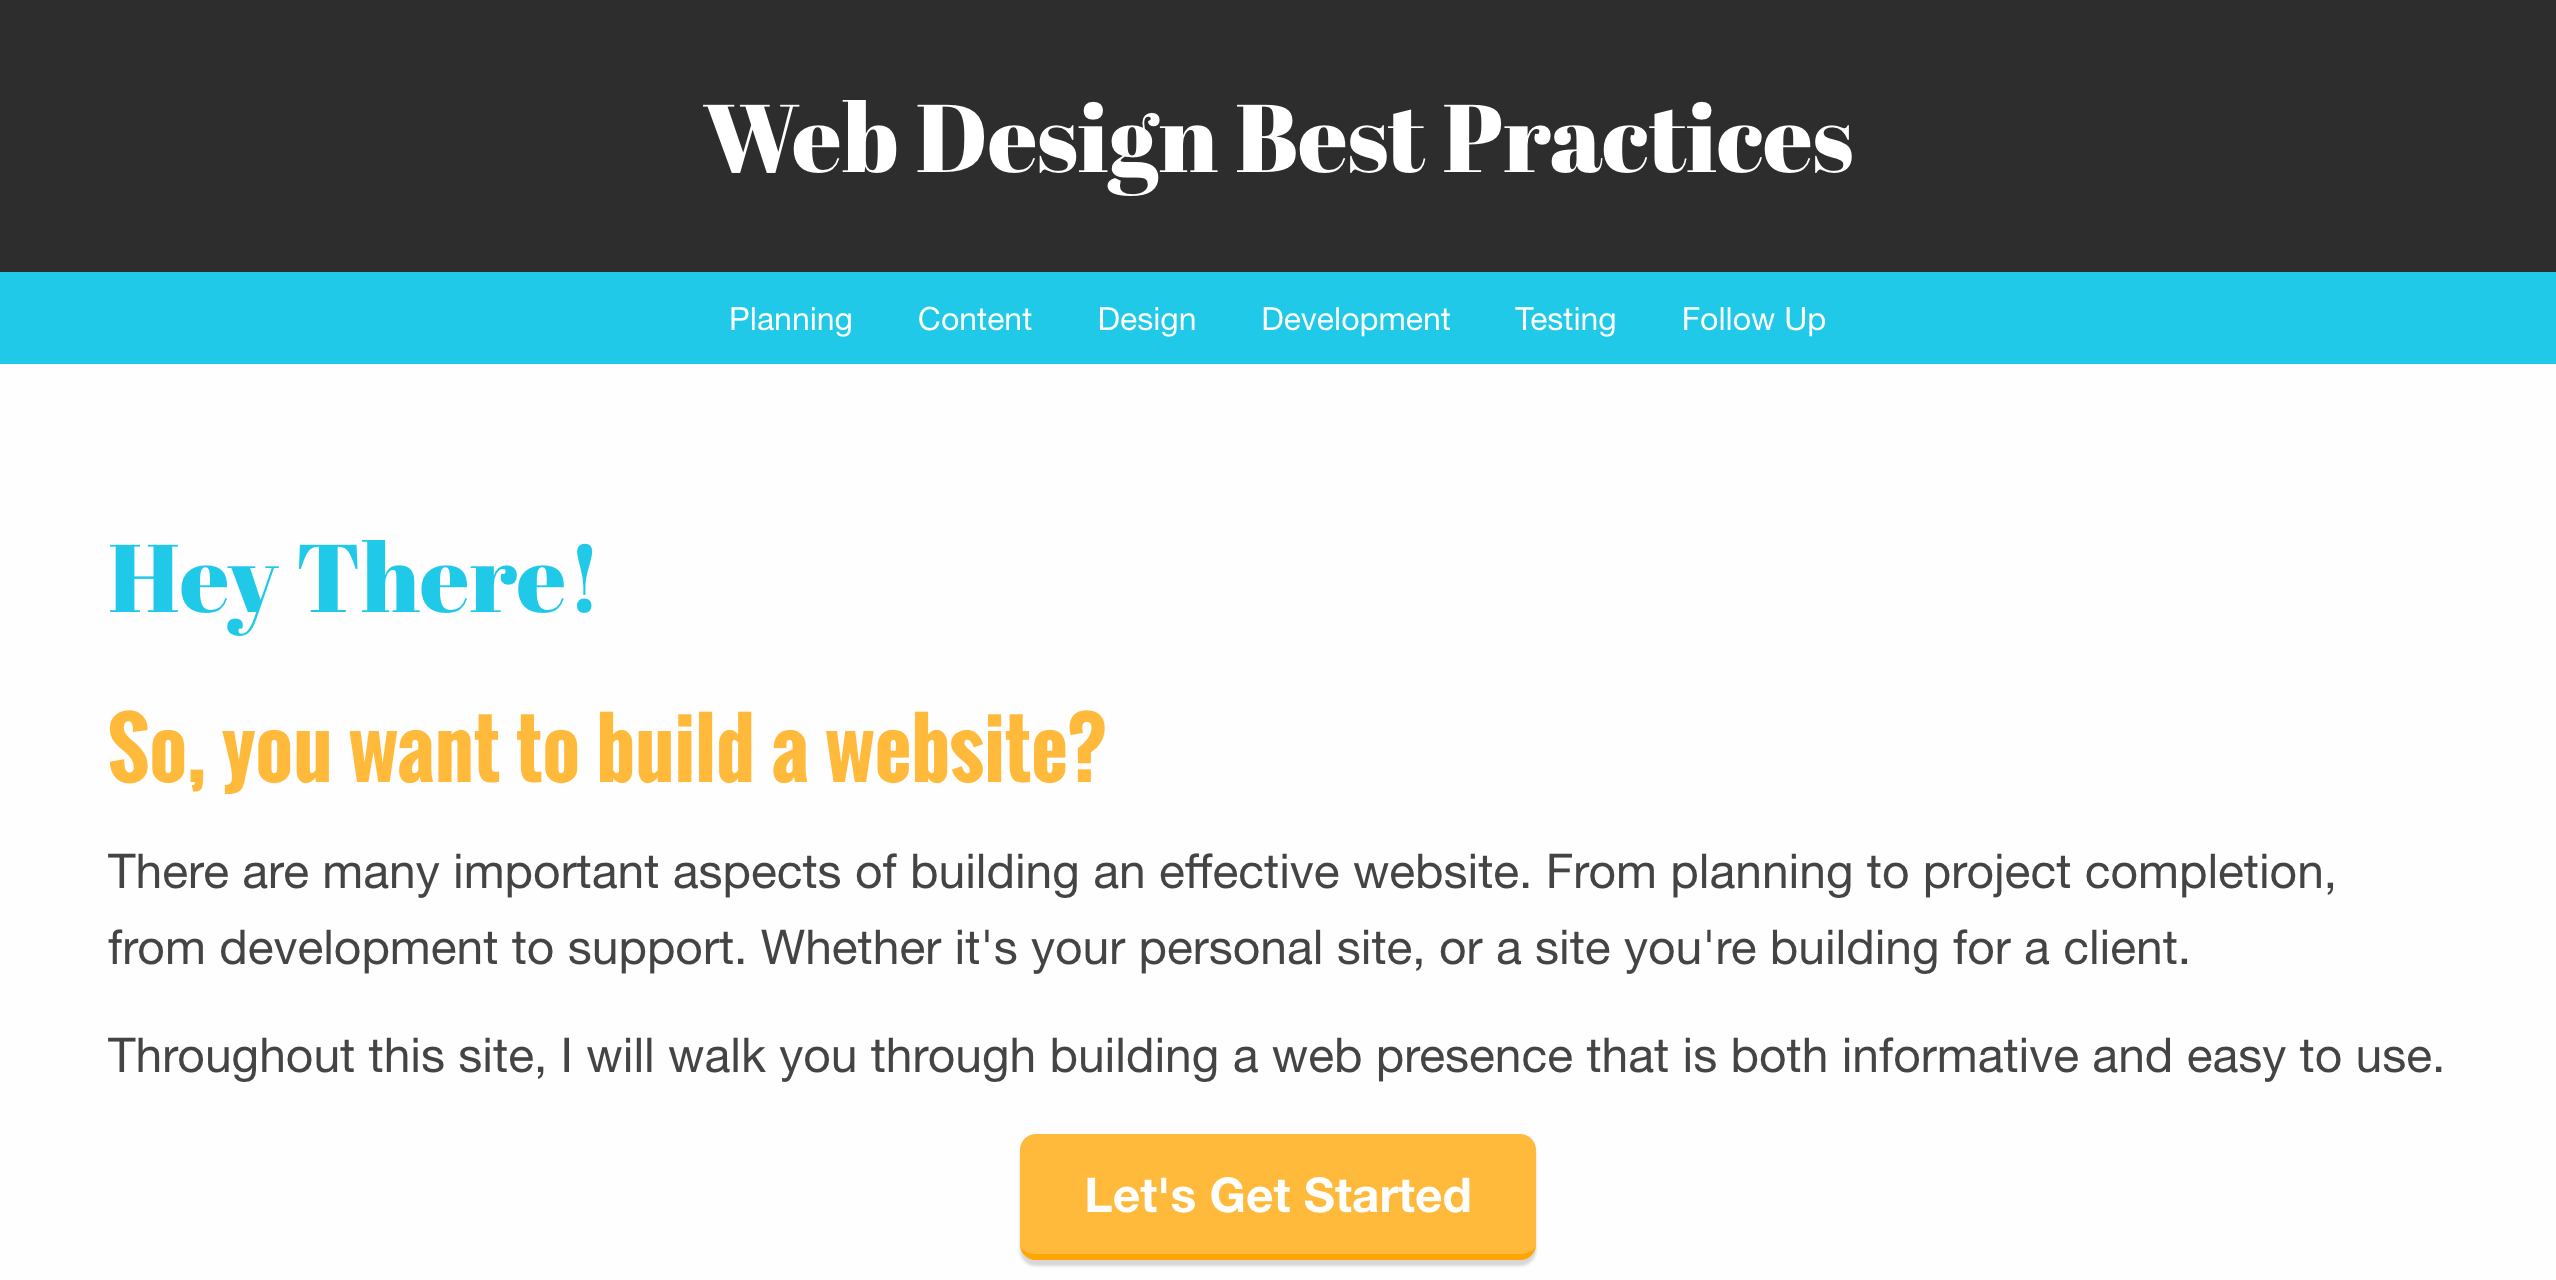 Web Design Best Practices
Planning Content Design Development Testing Follow Up
Hey There!
So, you want to build a website?
There are many important aspects of building an effective website. From planning to project completion,
from development to support. Whether it's your personal site, or a site you're building for a client.
Throughout this site, I will walk you through building a web presence that is both informative and easy to use.
Let's Get Started